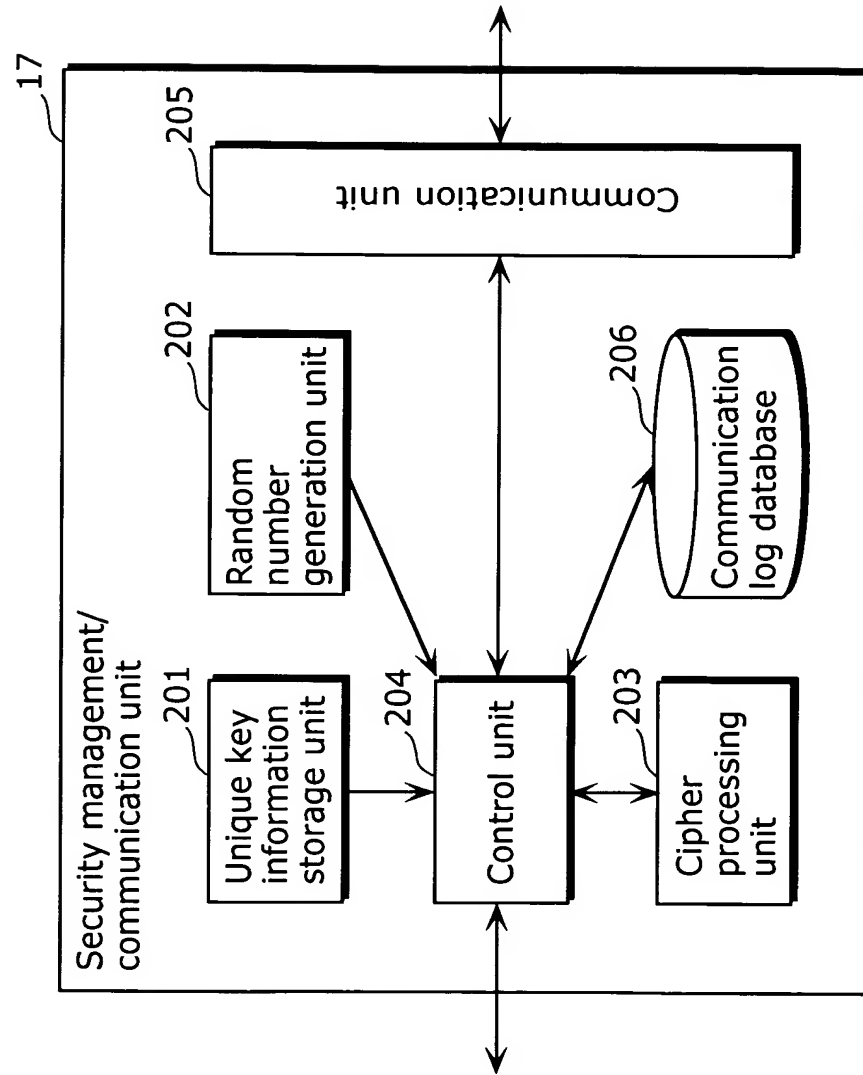 17
Security management/
communication unit
201
Unique key
information
storage unit
202
Random
number
generation unit
205
Communication unit
204
Control unit
203
Cipher
processing
unit
206
Communication
log database